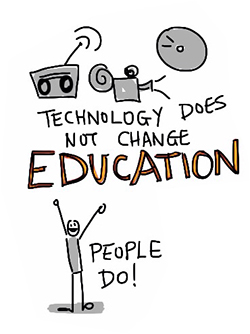 TECHNOLOGY DOES
NOT CHANGE
EDUCATION
PEOPLE
DO!